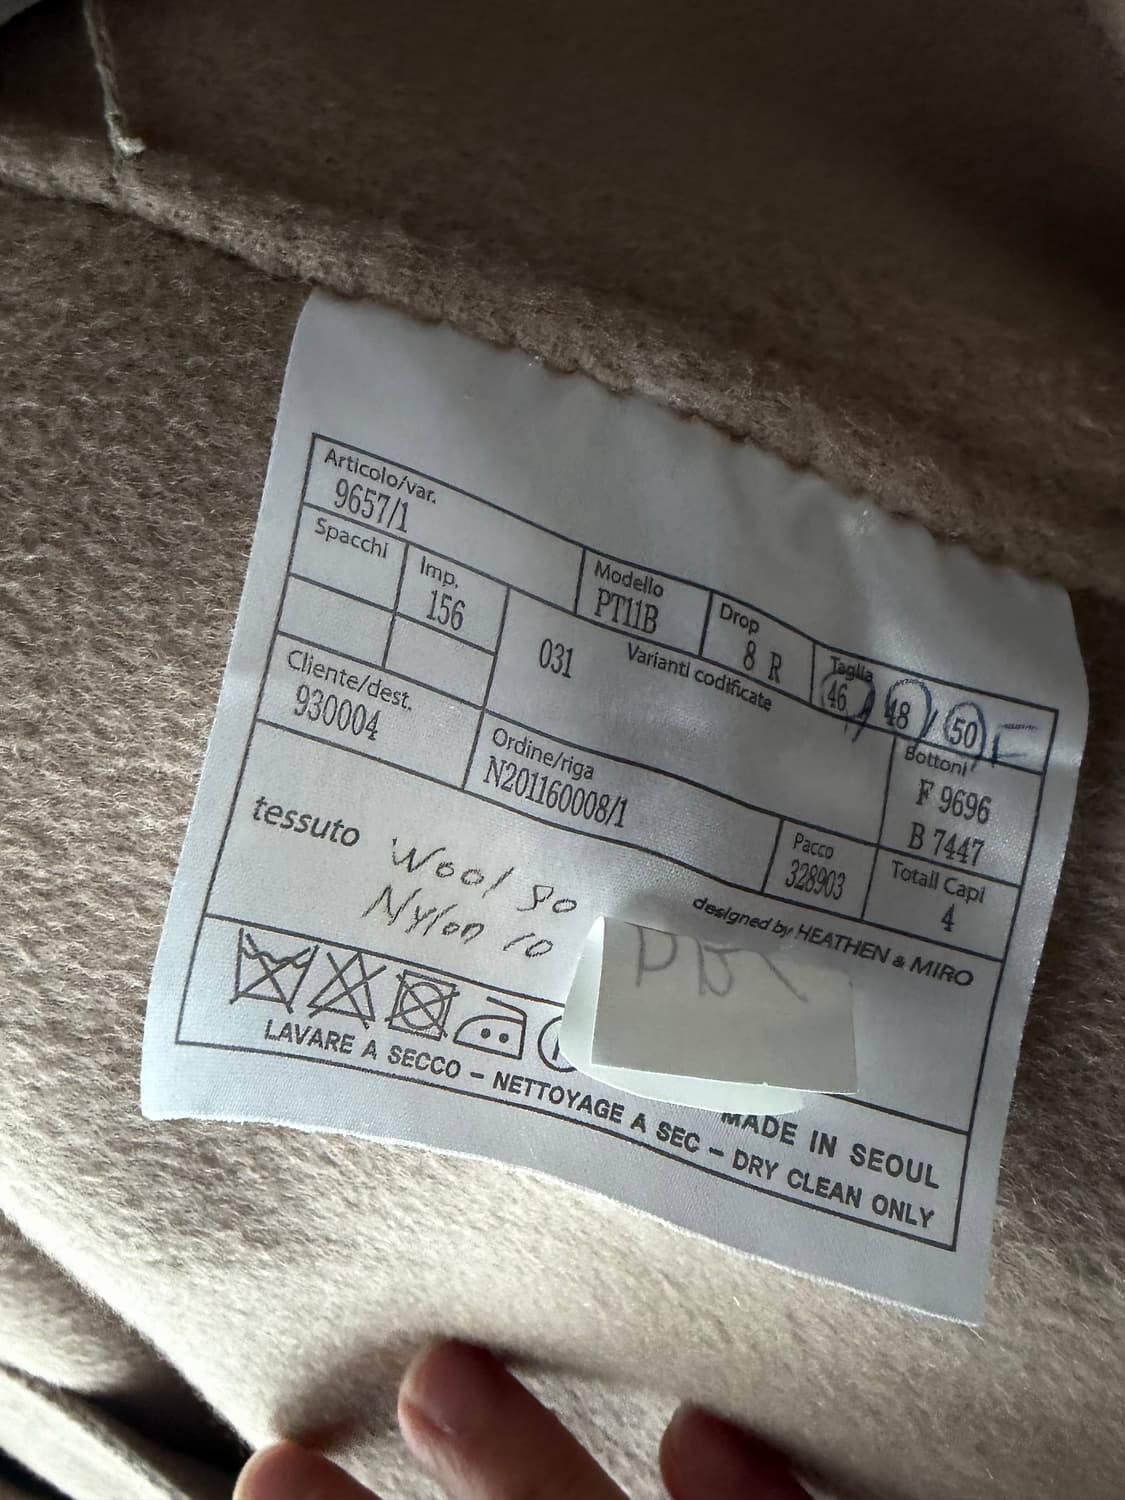 Articolo/var.
9657/1
Modello
PT11B
Drop
8 R
Taglia
46 / 48 / 50
Spacchi
Imp.
156
031
Varianti codificate
Bottoni
F 9696
B 7447
Cliente/dest.
930004
Ordine/riga
N201160008/1
Pacco
328903
Totali Capi
4
tessuto Wool 90
Nylon 10
designed by HEATHEN & MIRO
MADE IN SEOUL
LAVARE A SECCO – NETTOYAGE A SEC – DRY CLEAN ONLY